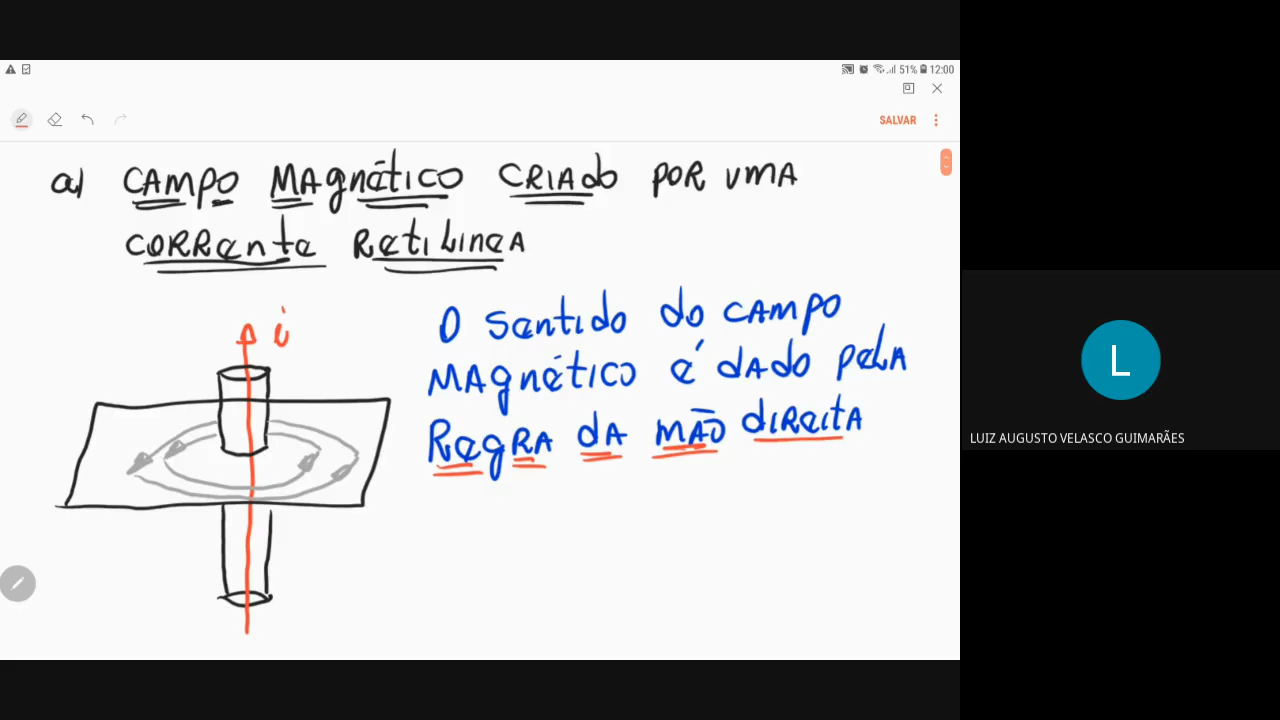 51% 12:00
SALVAR
a) CAMPO MAGNÉTICO CRIADO POR UMA
CORRENTE RETILINEA
i
O SENTIDO DO CAMPO
MAGNÉTICO É DADO PELA
REGRA DA MÃO DIREITA
L
LUIZ AUGUSTO VELASCO GUIMARÃES